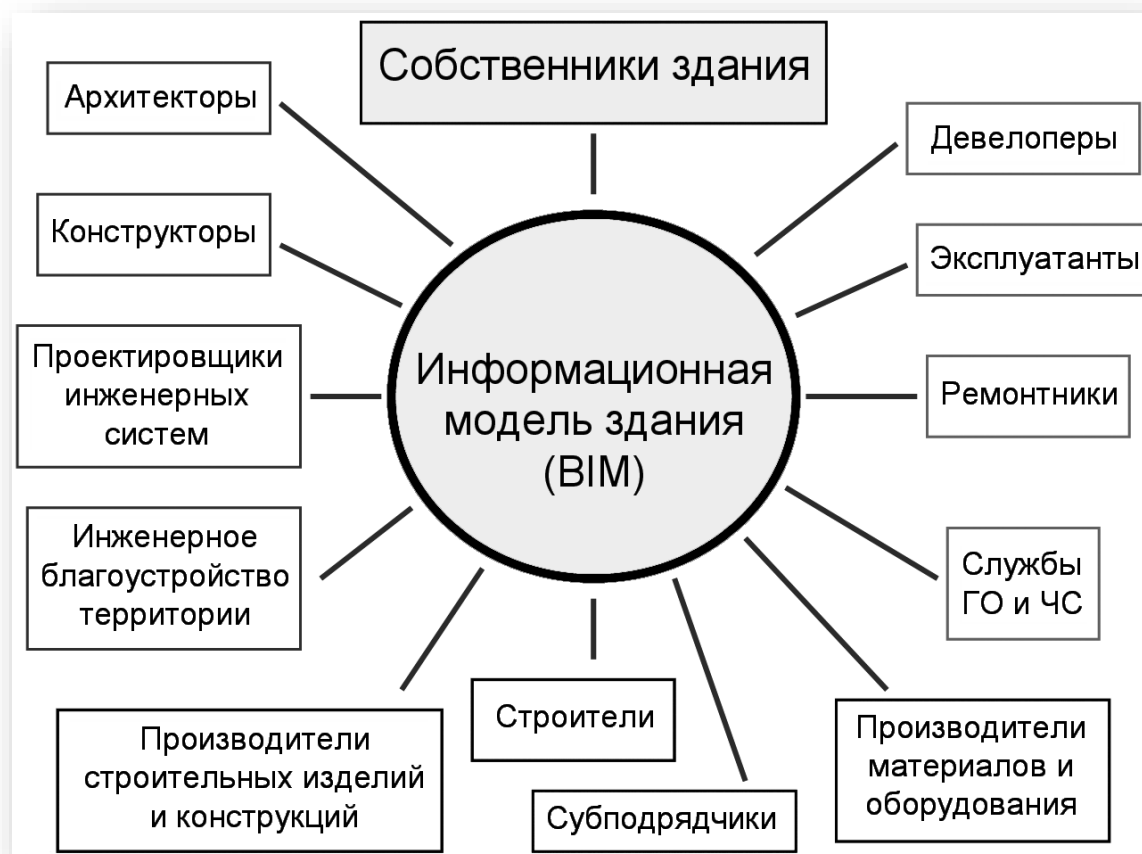 Собственники здания
Архитекторы
Девелоперы
Конструкторы
Эксплуатанты
Проектировщики
инженерных
систем
Информационная
модель здания
(BIM)
Ремонтники
Инженерное
благоустройство
территории
Службы
ГО и ЧС
Производители
строительных изделий
и конструкций
Строители
Субподрядчики
Производители
материалов и
оборудования